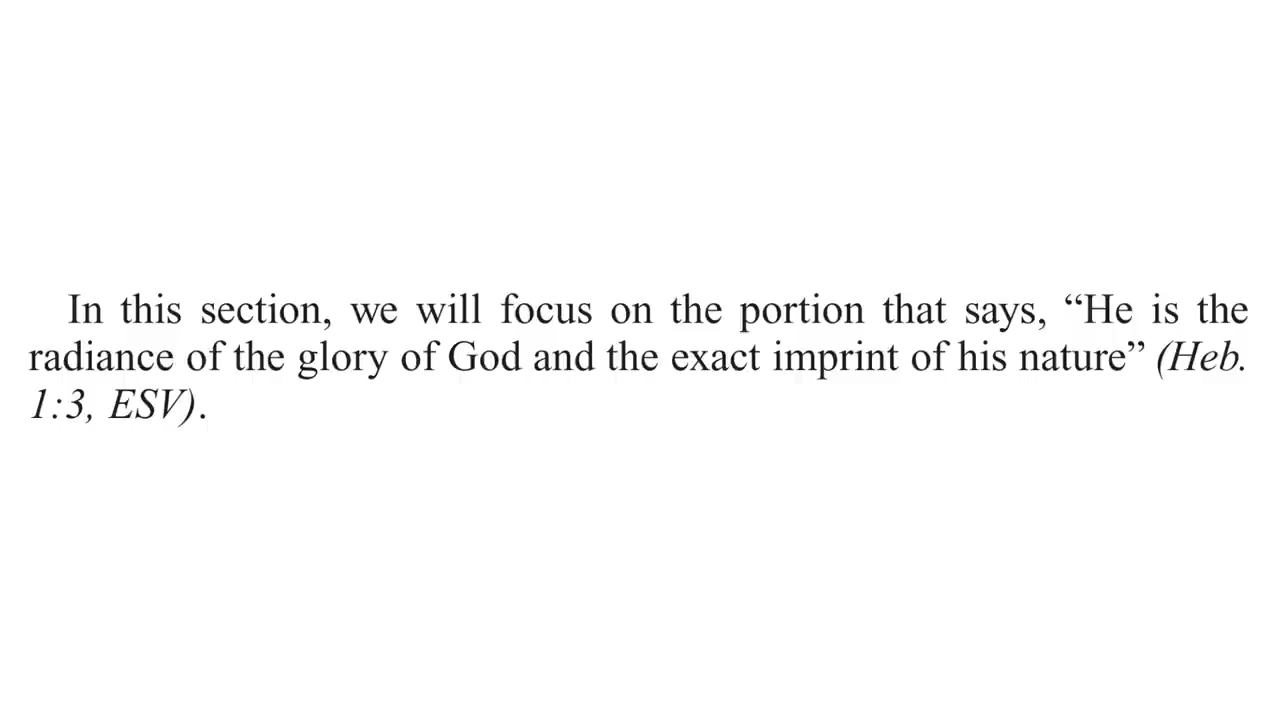 In this section, we will focus on the portion that says, “He is the
radiance of the glory of God and the exact imprint of his nature” (Heb.
1:3, ESV).